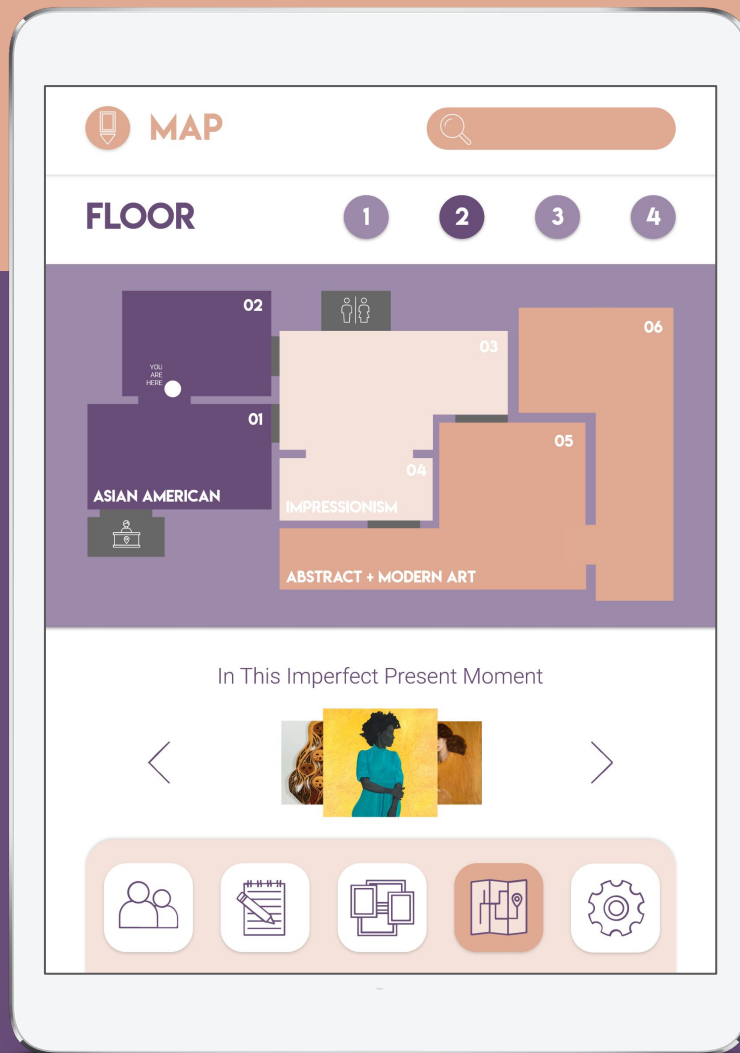 MAP
FLOOR
1
2
3
4
02
03
06
YOU
ARE
HERE
01
05
04
ASIAN AMERICAN
IMPRESSIONISM
ABSTRACT + MODERN ART
In This Imperfect Present Moment